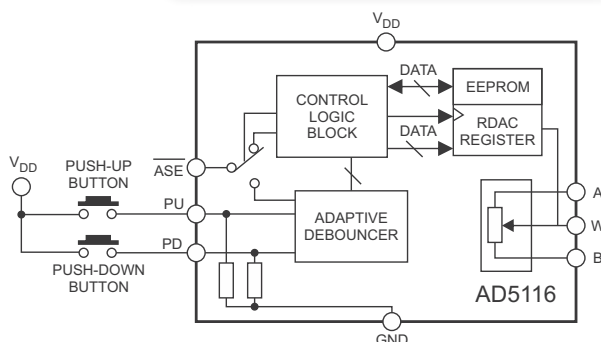 VDD
DATA
EEPROM
CONTROL
LOGIC
BLOCK
RDAC
REGISTER
DATA
VDD
PUSH-UP
BUTTON
ASE
PU
ADAPTIVE
DEBOUNCER
A
W
B
PD
PUSH-DOWN
BUTTON
AD5116
GND